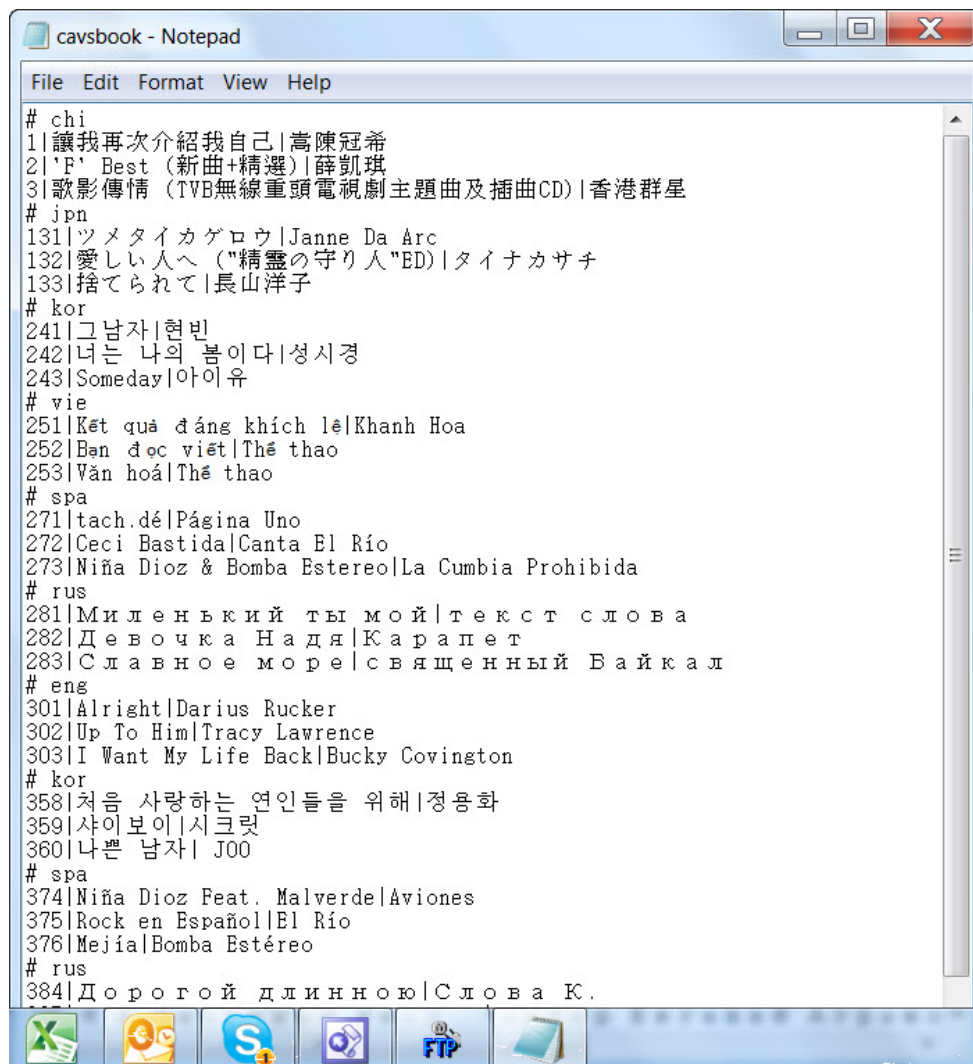 cavsbook - Notepad
File Edit Format View Help
# chi
1|讓我再次介紹我自己|嵩陳冠希
2|'F' Best (新曲+精選)|薛凱琪
3|歌影傳情 (TVB無線重頭電視劇主題曲及插曲CD)|香港群星
# jpn
131|ツメタイカゲロウ|Janne Da Arc
132|愛しい人へ ("精霊の守り人"ED)|タイナカサチ
133|捨てられて|長山洋子
# kor
241|그남자|현빈
242|너는 나의 봄이다|성시경
243|Someday|아이유
# vie
251|Kết quả đáng khích lệ|Khanh Hoa
252|Bạn đọc viết|Thể thao
253|Văn hoá|Thể thao
# spa
271|tach.dé|Página Uno
272|Ceci Bastida|Canta El Río
273|Niña Dioz & Bomba Estereo|La Cumbia Prohibida
# rus
281|Миленький ты мой|текст слова
282|Девочка Надя|Карапет
283|Славное море|священный Байкал
# eng
301|Alright|Darius Rucker
302|Up To Him|Tracy Lawrence
303|I Want My Life Back|Bucky Covington
# kor
358|처음 사랑하는 연인들을 위해|정용화
359|샤이보이|시크릿
360|나쁜 남자| JOO
# spa
374|Niña Dioz Feat. Malverde|Aviones
375|Rock en Español|El Río
376|Mejía|Bomba Estéreo
# rus
384|Дорогой длинною|Слова К.
FTP